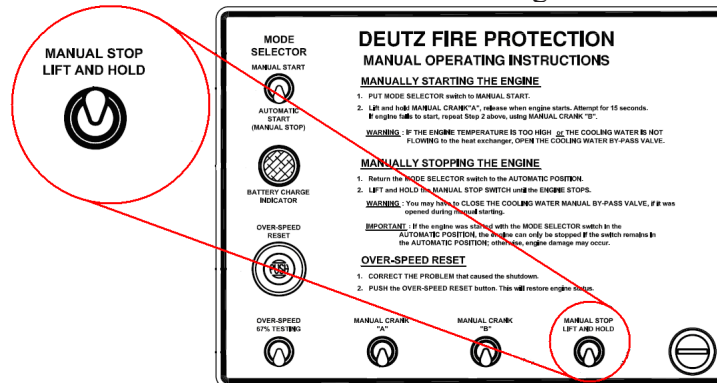 MANUAL STOP
LIFT AND HOLD
MODE
SELECTOR
MANUAL START
AUTOMATIC
START
(MANUAL STOP)
BATTERY CHARGE
INDICATOR
OVER-SPEED
RESET
DEUTZ FIRE PROTECTION
MANUAL OPERATING INSTRUCTIONS
MANUALLY STARTING THE ENGINE
1. PUT MODE SELECTOR switch to MANUAL START.
2. Lift and hold MANUAL CRANK"A", release when engine starts. Attempt for 15 seconds.
If engine fails to start, repeat Step 2 above, using MANUAL CRANK "B".
WARNING : IF THE ENGINE TEMPERATURE IS TOO HIGH or THE COOLING WATER IS NOT
FLOWING to the heat exchanger, OPEN THE COOLING WATER BY-PASS VALVE.
MANUALLY STOPPING THE ENGINE
1. Return the MODE SELECTOR switch to the AUTOMATIC POSITION.
2. LIFT and HOLD the MANUAL STOP SWITCH until the ENGINE STOPS.
WARNING : You may have to CLOSE THE COOLING WATER MANUAL BY-PASS VALVE, if it was
opened during manual starting.
IMPORTANT : If the engine was started with the MODE SELECTOR switch in the
AUTOMATIC POSITION, the engine can only be stopped if the switch remains in
the AUTOMATIC POSITION; otherwise, engine damage may occur.
OVER-SPEED RESET
1. CORRECT THE PROBLEM that caused the shutdown.
2. PUSH the OVER-SPEED RESET button. This will restore engine status.
OVER-SPEED
67% TESTING
MANUAL CRANK
"A"
MANUAL CRANK
"B"
MANUAL STOP
LIFT AND HOLD